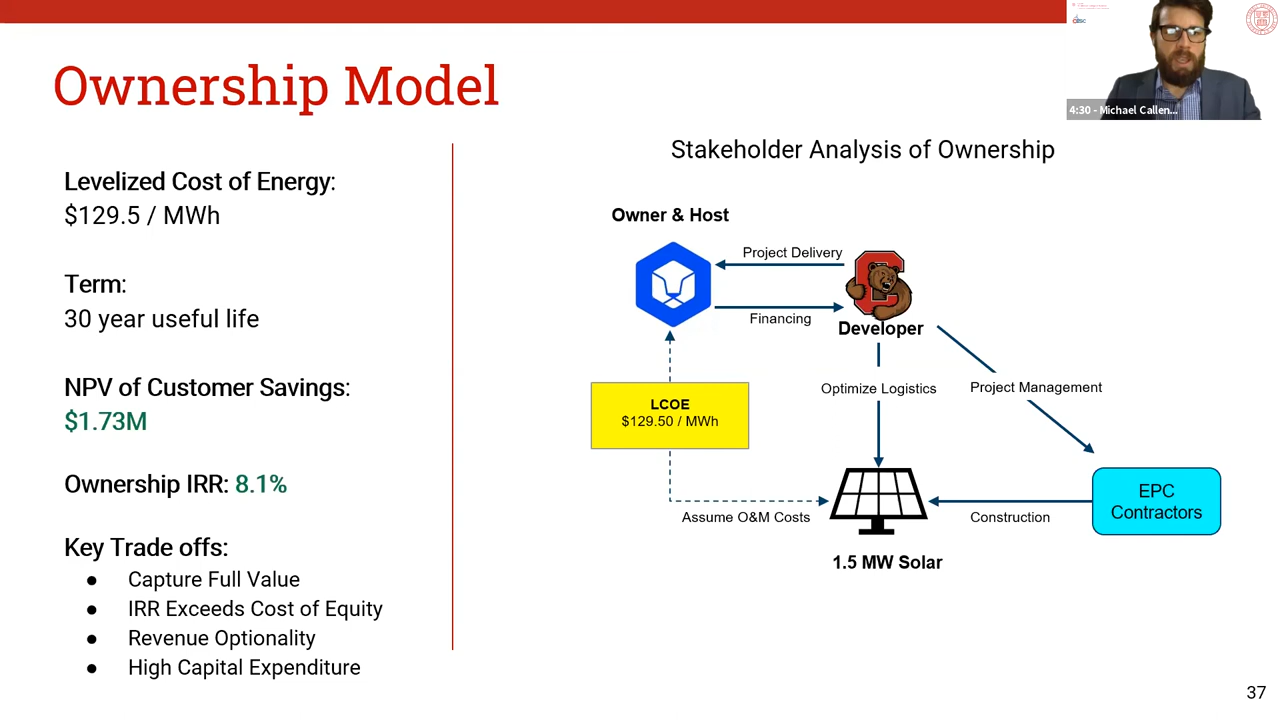 Ownership Model
4:30 - Michael Callen...
Levelized Cost of Energy:
$129.5 / MWh
Term:
30 year useful life
NPV of Customer Savings:
$1.73M
Ownership IRR: 8.1%
Key Trade offs:
● Capture Full Value
● IRR Exceeds Cost of Equity
● Revenue Optionality
● High Capital Expenditure
Stakeholder Analysis of Ownership
Owner & Host
Project Delivery
Financing
Developer
LCOE
$129.50 / MWh
Optimize Logistics
Project Management
Assume O&M Costs
Construction
EPC
Contractors
1.5 MW Solar
37